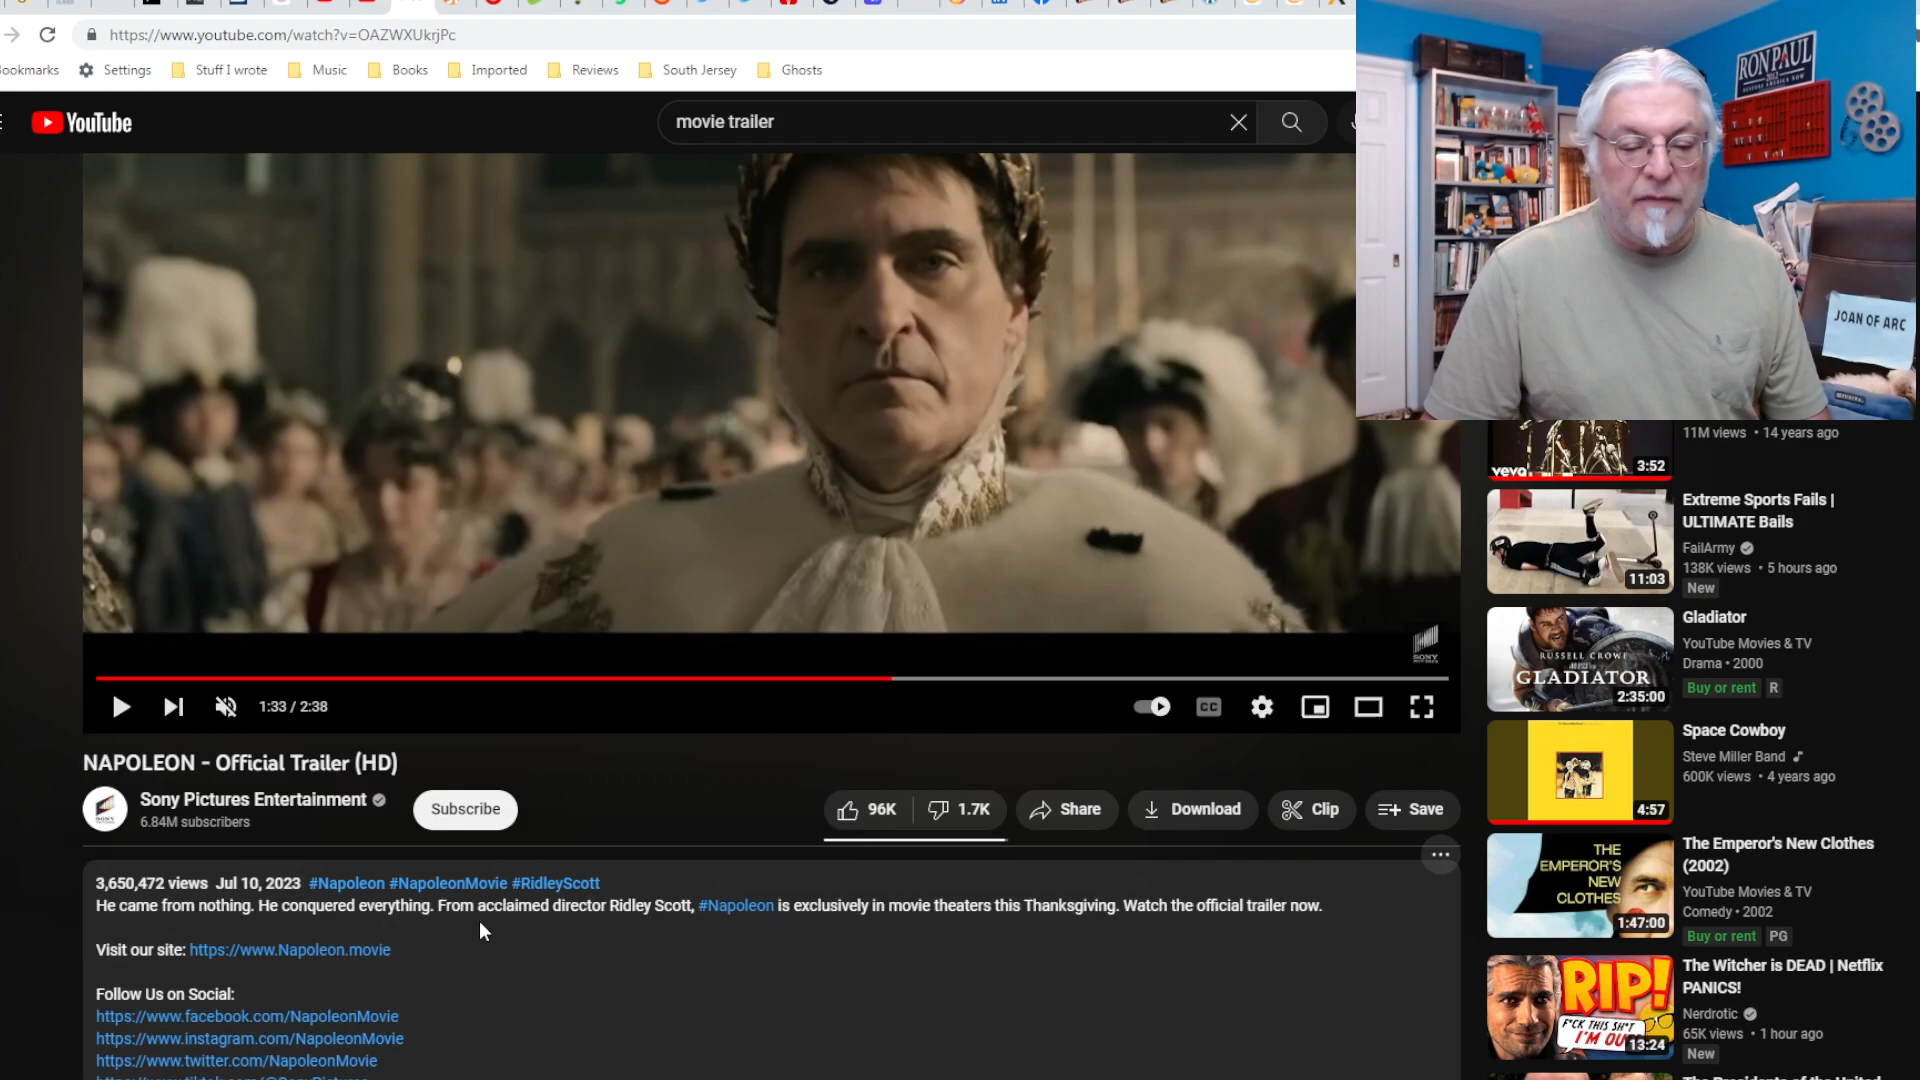 https://www.youtube.com/watch?v=OAZWXUkrjPc
ookmarks Settings Stuff I wrote Music Books Imported Reviews South Jersey Ghosts
YouTube
movie trailer
RON PAUL
2012
JOAN OF ARC
SONY
1:33 / 2:38
CC
NAPOLEON - Official Trailer (HD)
Sony Pictures Entertainment
6.84M subscribers
Subscribe
96K 1.7K Share Download Clip Save
3,650,472 views Jul 10, 2023 #Napoleon #NapoleonMovie #RidleyScott
He came from nothing. He conquered everything. From acclaimed director Ridley Scott, #Napoleon is exclusively in movie theaters this Thanksgiving. Watch the official trailer now.
Visit our site: https://www.Napoleon.movie
Follow Us on Social:
https://www.facebook.com/NapoleonMovie
https://www.instagram.com/NapoleonMovie
https://www.twitter.com/NapoleonMovie
11M views • 14 years ago
vevo
3:52
Extreme Sports Fails |
ULTIMATE Bails
FailArmy
138K views • 5 hours ago
New
11:03
Gladiator
YouTube Movies & TV
Drama • 2000
Buy or rent R
RUSSELL CROWE
GLADIATOR
2:35:00
Space Cowboy
Steve Miller Band
600K views • 4 years ago
4:57
The Emperor's New Clothes
(2002)
YouTube Movies & TV
Comedy • 2002
Buy or rent PG
THE
EMPEROR'S
NEW
CLOTHES
1:47:00
The Witcher is DEAD | Netflix
PANICS!
Nerdrotic
65K views • 1 hour ago
New
RIP!
F*CK THIS SH*T
I'M OU
13:24